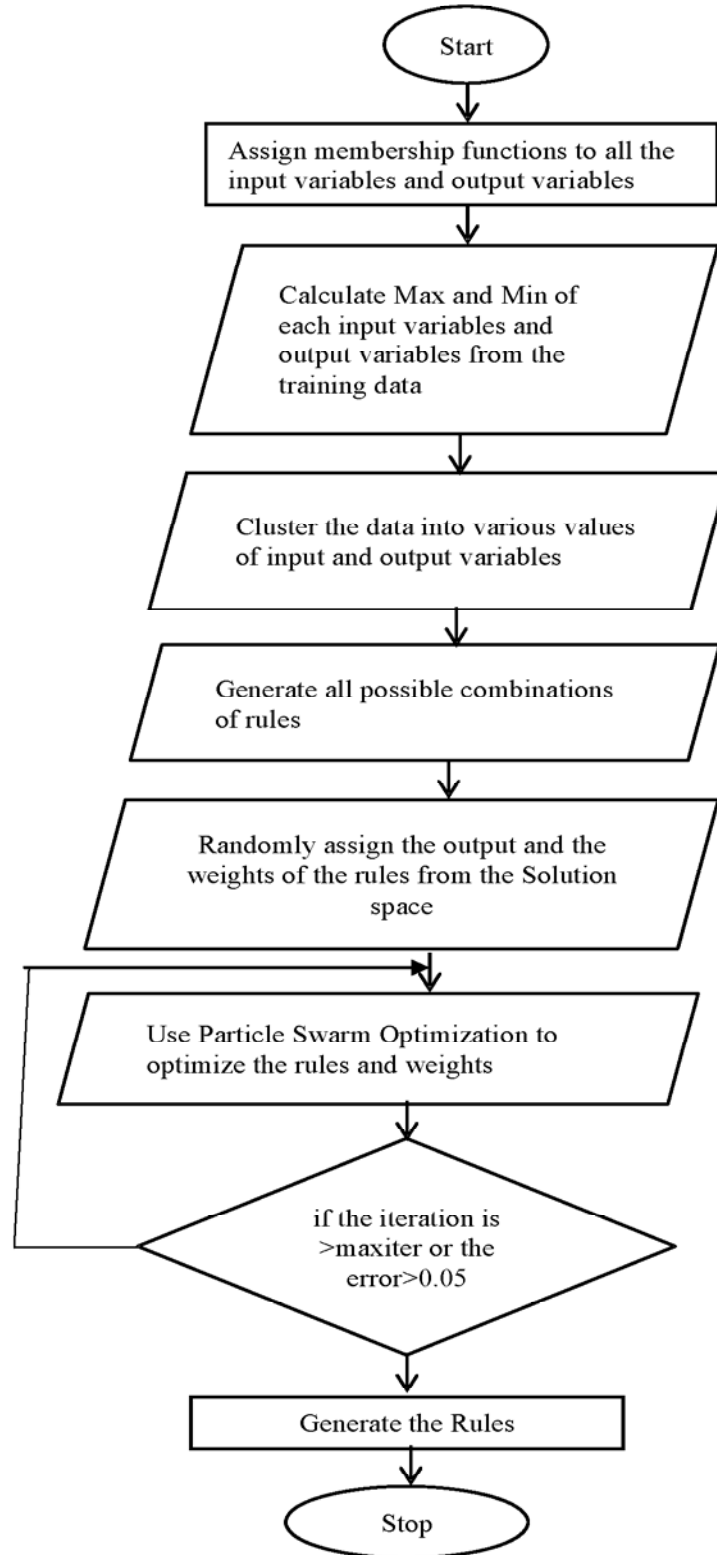 Start
Assign membership functions to all the
input variables and output variables
Calculate Max and Min of
each input variables and
output variables from the
training data
Cluster the data into various values
of input and output variables
Generate all possible combinations
of rules
Randomly assign the output and the
weights of the rules from the Solution
space
Use Particle Swarm Optimization to
optimize the rules and weights
if the iteration is
>maxiter or the
error>0.05
Generate the Rules
Stop